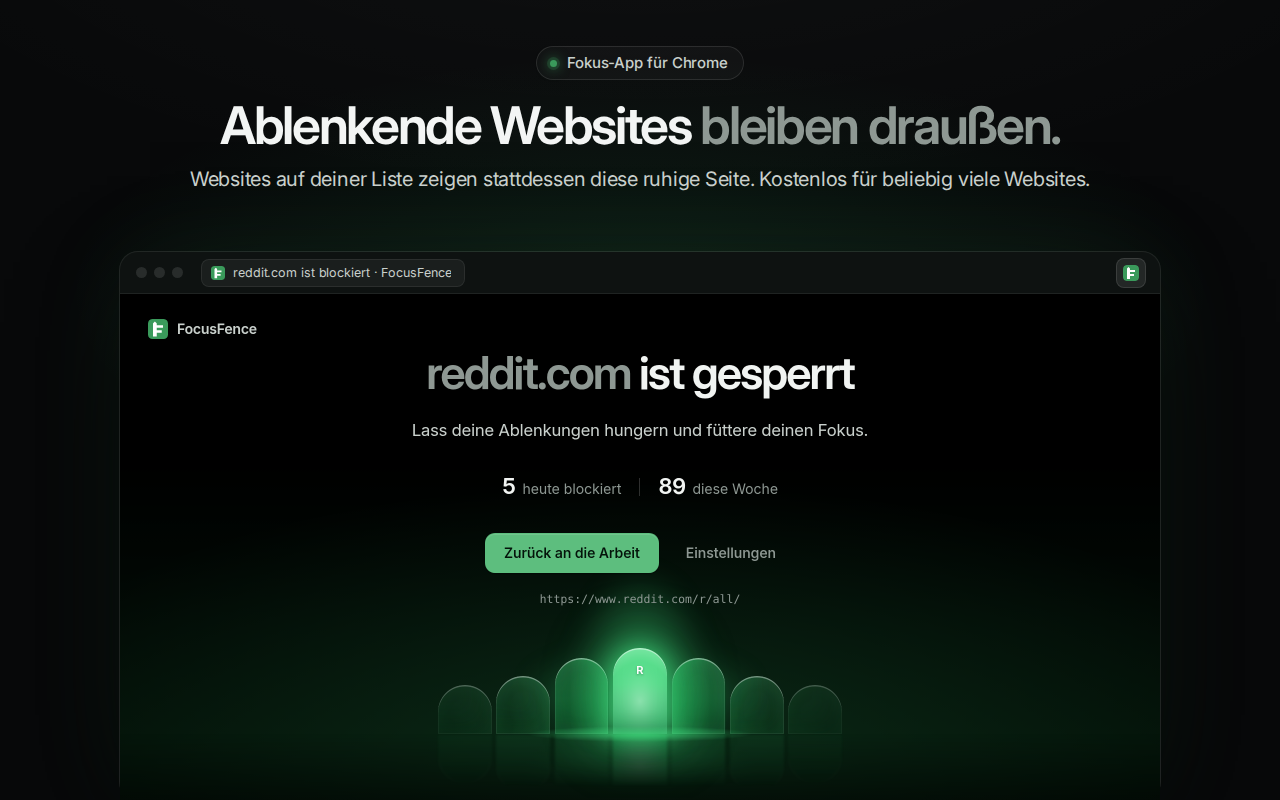 Fokus-App für Chrome
Ablenkende Websites bleiben draußen.
Websites auf deiner Liste zeigen stattdessen diese ruhige Seite. Kostenlos für beliebig viele Websites.
reddit.com ist blockiert · FocusFence
FocusFence
reddit.com ist gesperrt
Lass deine Ablenkungen hungern und füttere deinen Fokus.
5 heute blockiert 89 diese Woche
Zurück an die Arbeit Einstellungen
https://www.reddit.com/r/all/
R